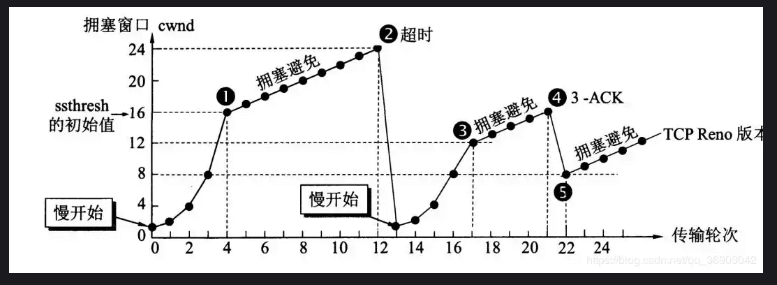 拥塞窗口 cwnd
24
20
16
12
8
4
0
ssthresh
的初始值
慢开始
❶
拥塞避免
❷超时
慢开始
❸
拥塞避免
❹ 3 -ACK
❺
拥塞避免
TCP Reno 版本
0 2 4 6 8 10 12 14 16 18 20 22 24
传输轮次
https://blog.csdn.net/qq_36903042